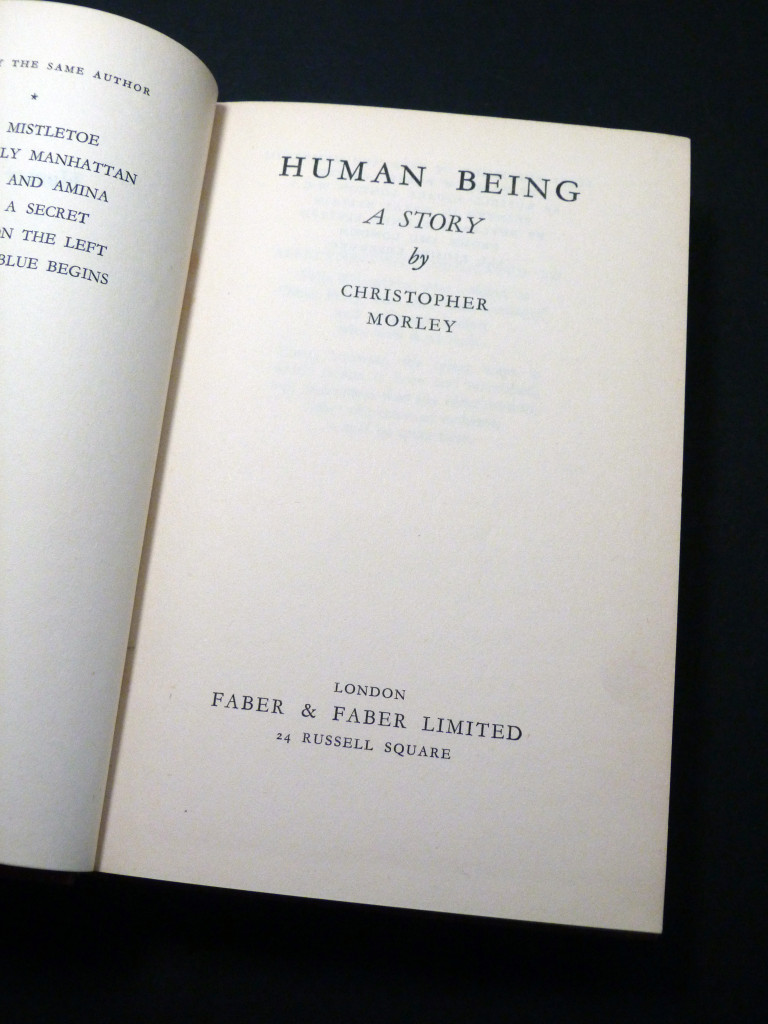 THE SAME AUTHOR
*
MISTLETOE
LY MANHATTAN
AND AMINA
A SECRET
N THE LEFT
BLUE BEGINS
HUMAN BEING
A STORY
by
CHRISTOPHER
MORLEY
LONDON
FABER & FABER LIMITED
24 RUSSELL SQUARE